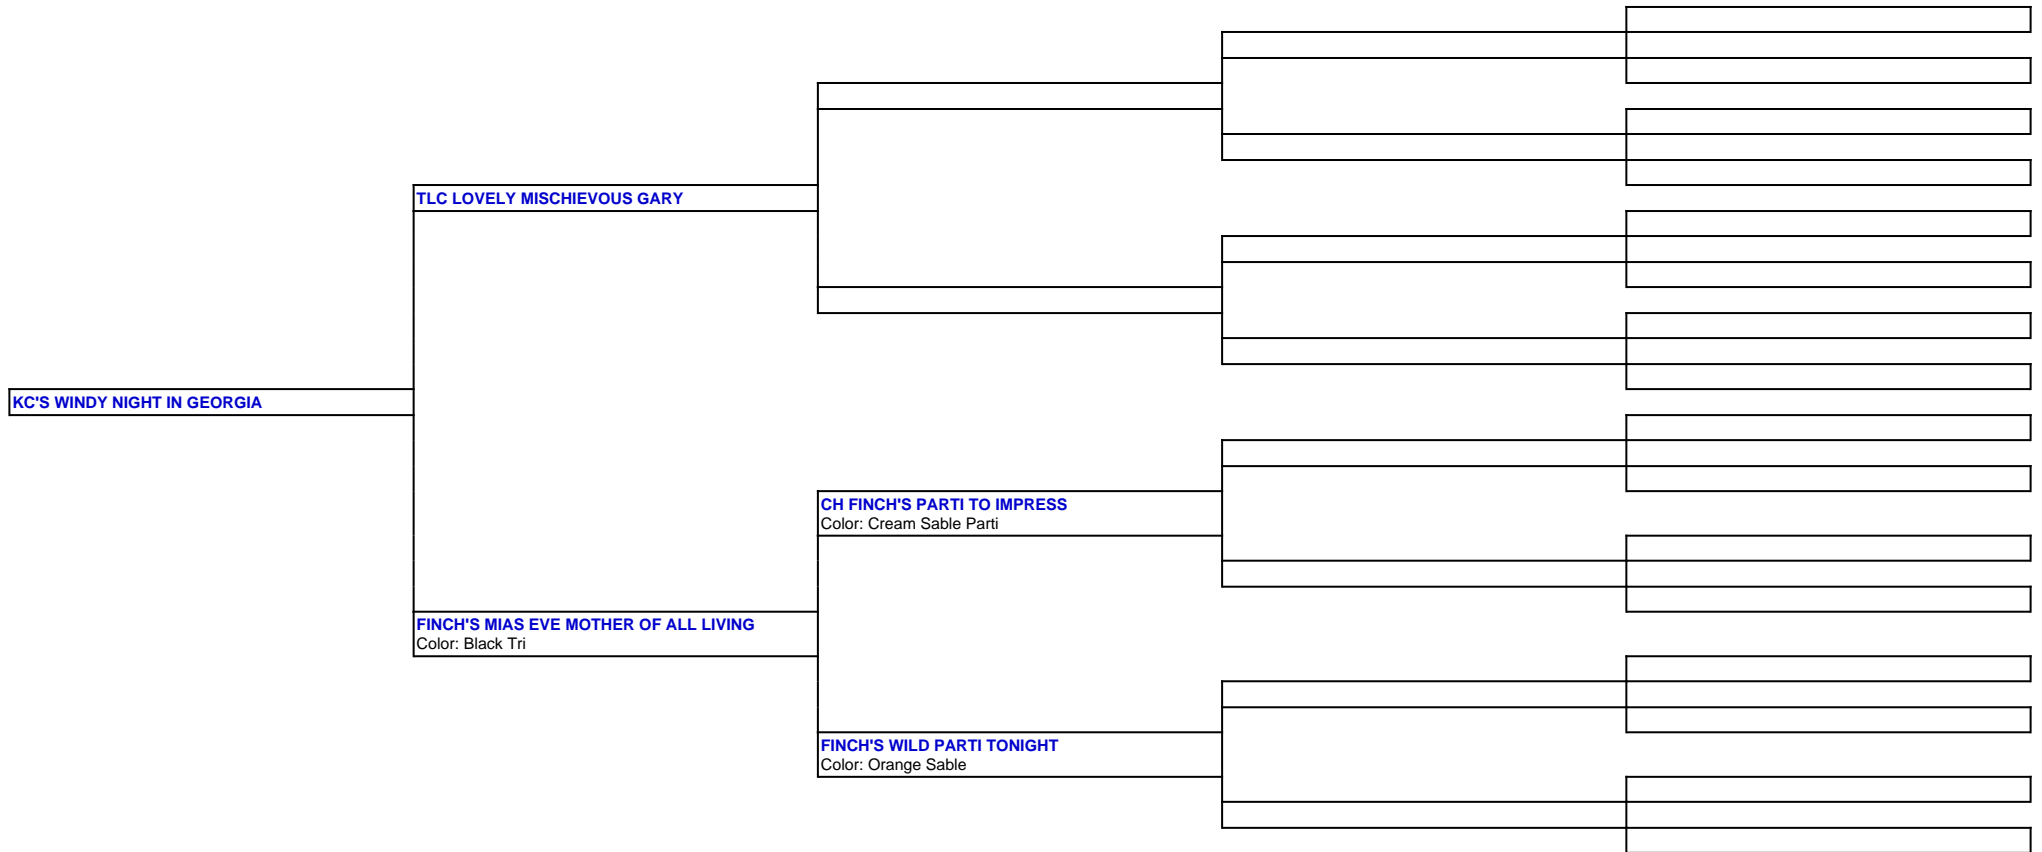 TLC LOVELY MISCHIEVOUS GARY
KC'S WINDY NIGHT IN GEORGIA
CH FINCH'S PARTI TO IMPRESS
Color: Cream Sable Parti
FINCH'S MIAS EVE MOTHER OF ALL LIVING
Color: Black Tri
FINCH'S WILD PARTI TONIGHT
Color: Orange Sable